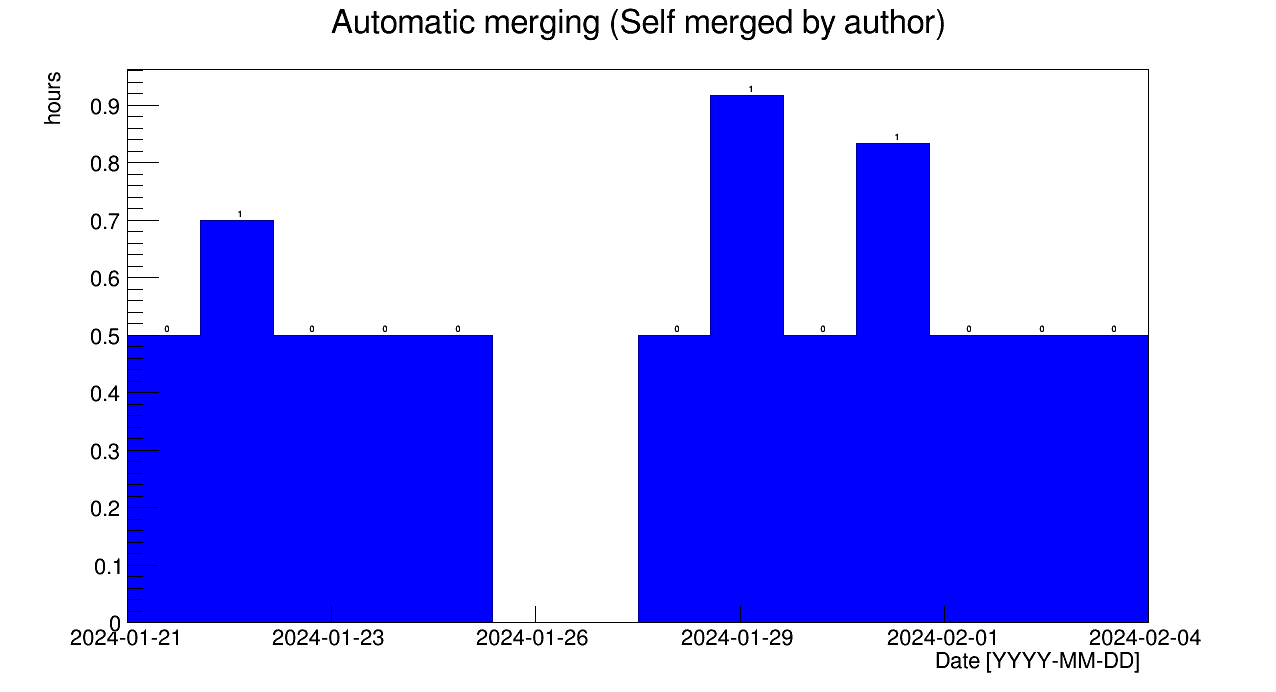 Automatic merging (Self merged by author)
hours
0.9
0.8
0.7
0.6
0.5
0.4
0.3
0.2
0.1
0
0 1 0 0 0 0 1 0 1 0 0 0
2024-01-21 2024-01-23 2024-01-26 2024-01-29 2024-02-01 2024-02-04
Date [YYYY-MM-DD]